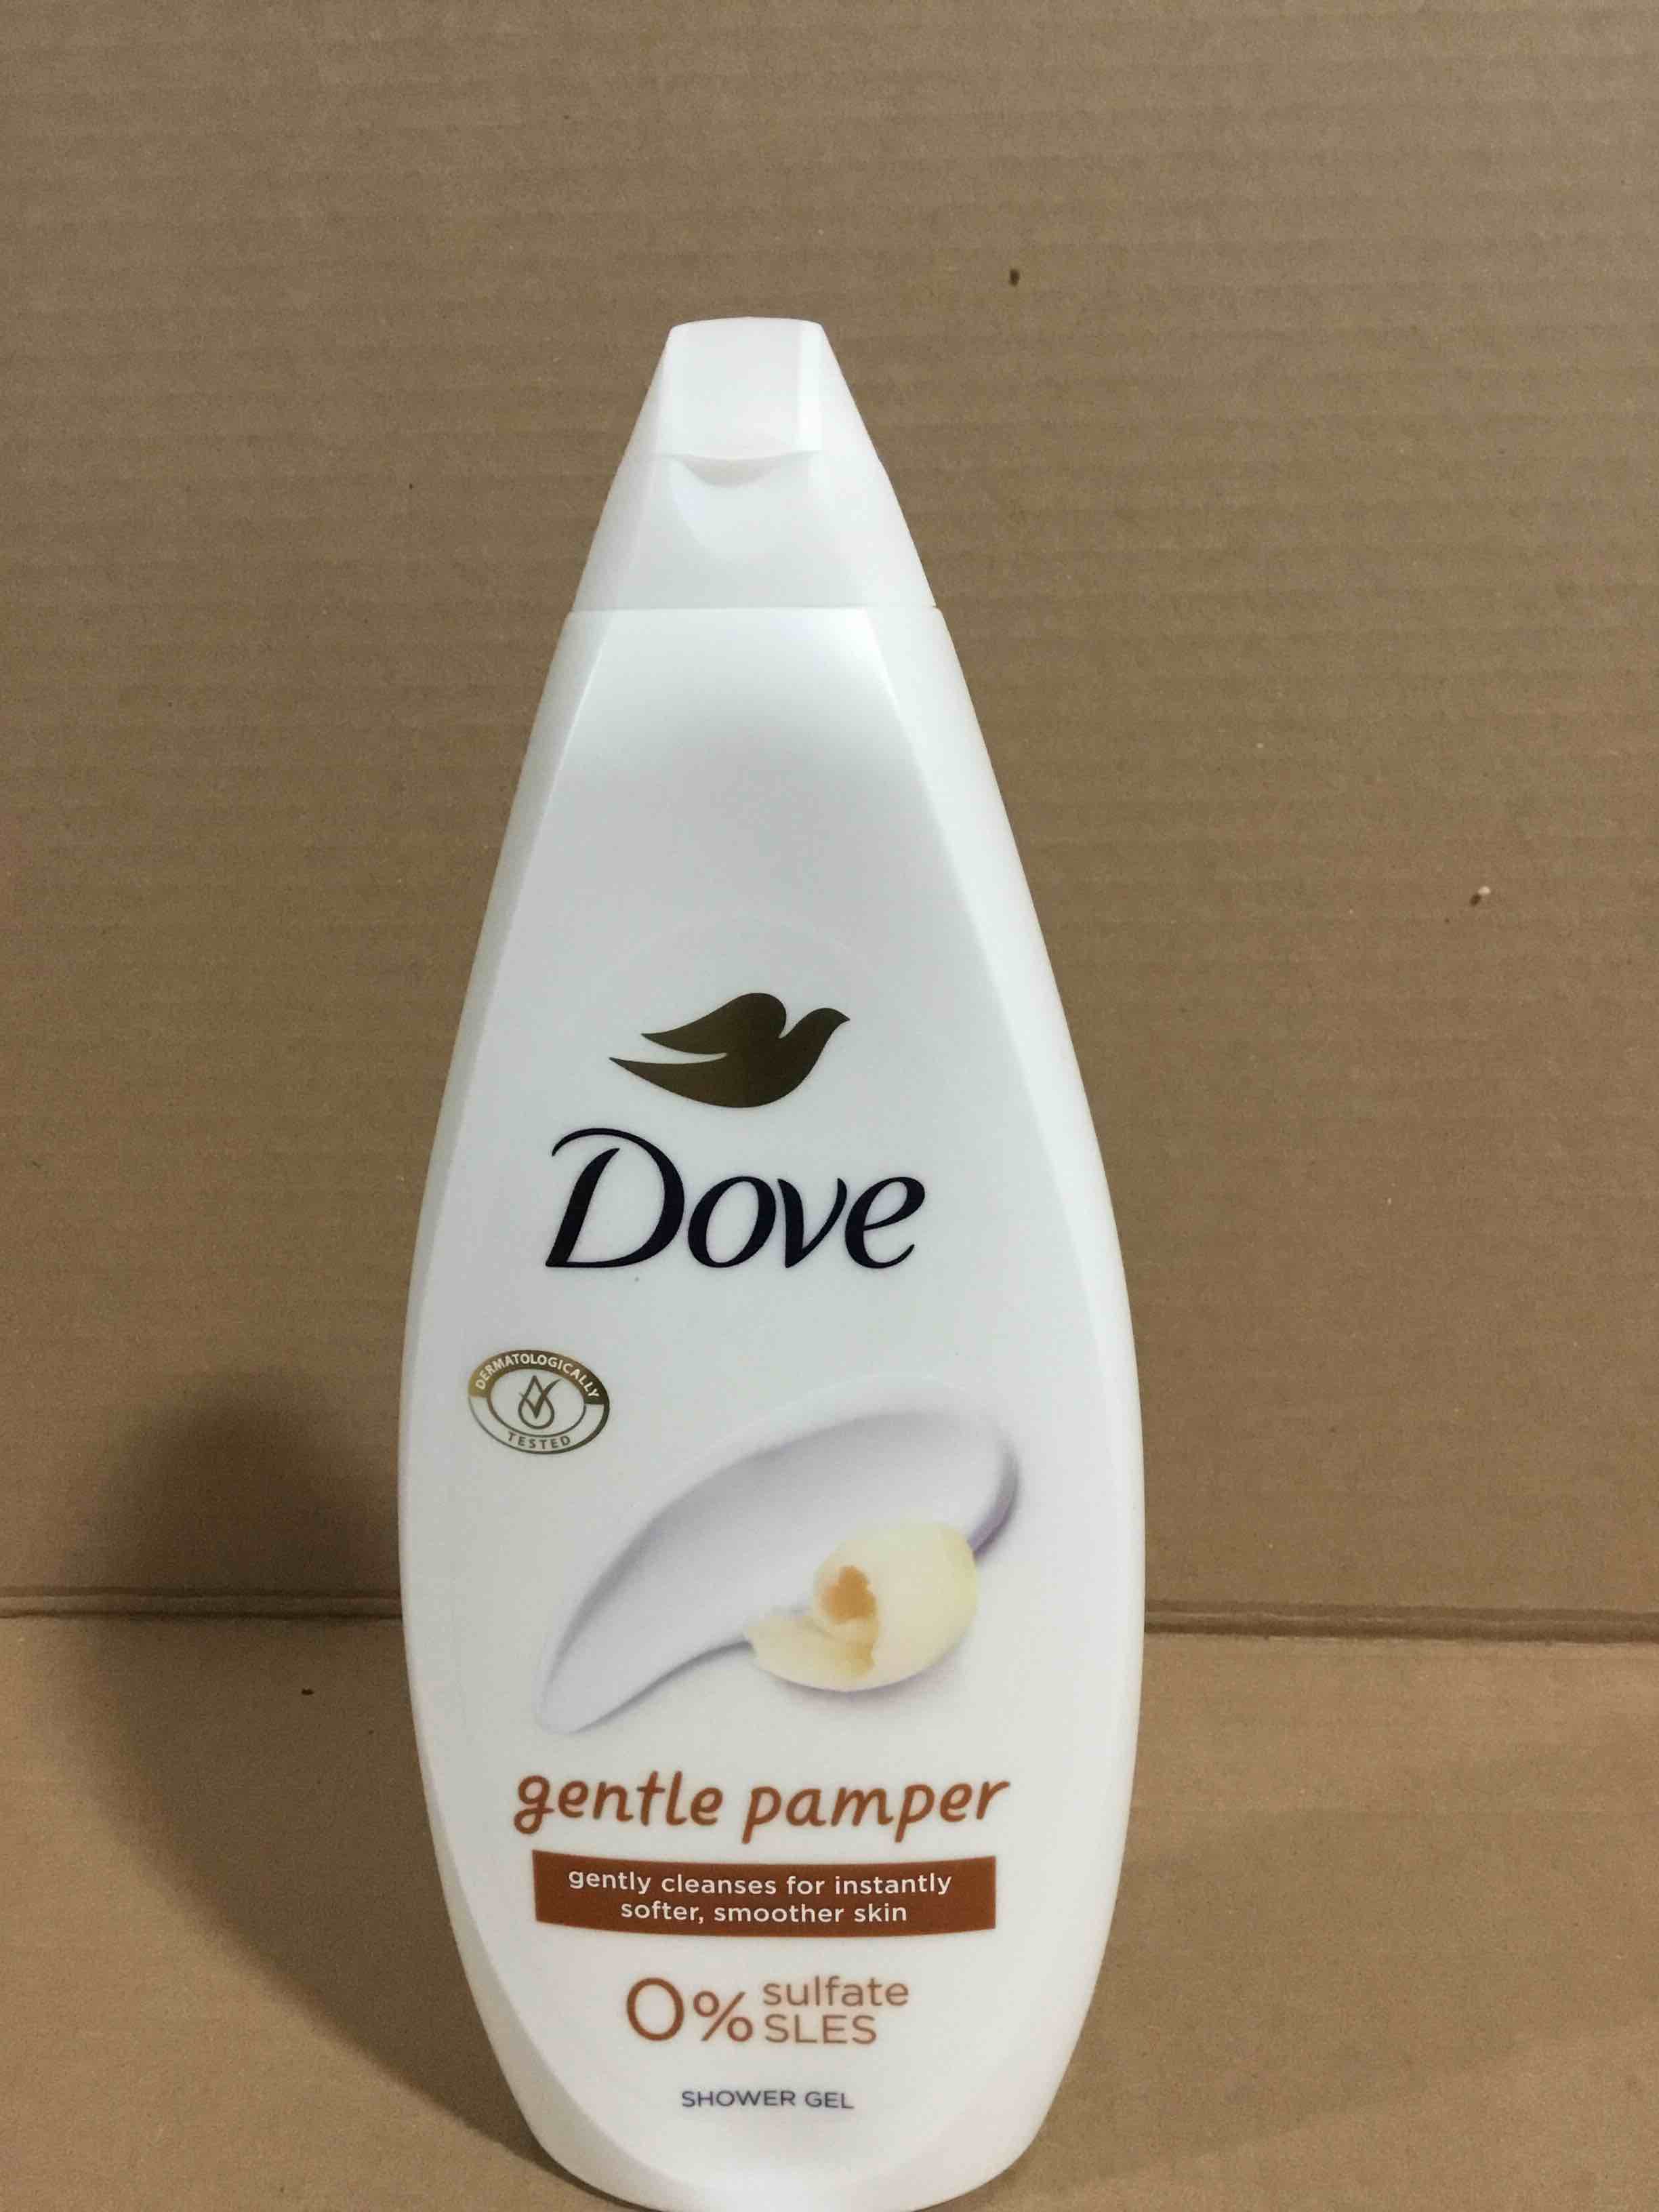 Dove
DERMATOLOGICALLY
TESTED
gentle pamper
gently cleanses for instantly
softer, smoother skin
0% sulfate
SLES
SHOWER GEL